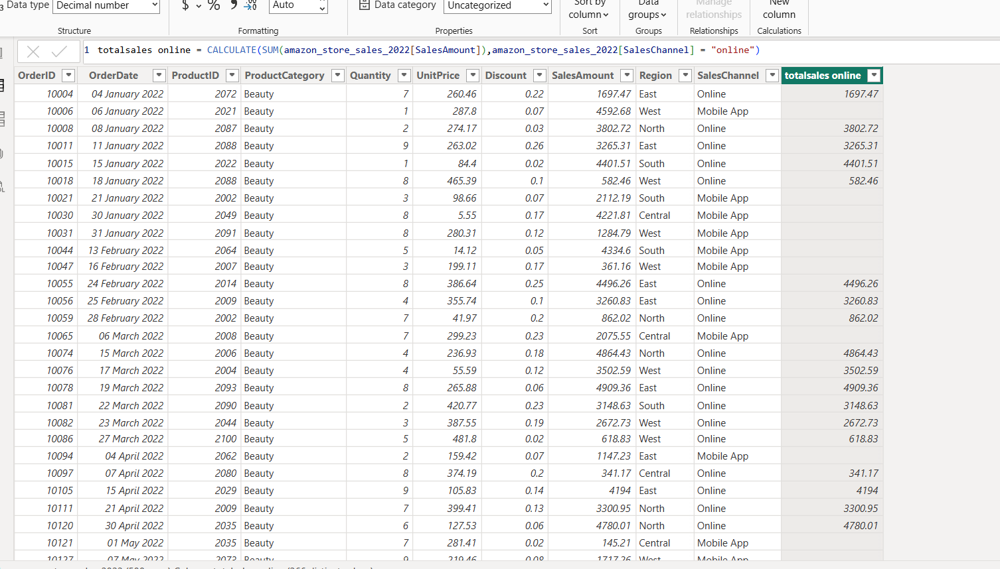 Data type Decimal number
$ % Auto
Data category Uncategorized
Sort by column
Data groups
Manage relationships
New column
Structure Formatting Properties Sort Groups Relationships Calculations
1 totalsales online = CALCULATE(SUM(amazon_store_sales_2022[SalesAmount]),amazon_store_sales_2022[SalesChannel] = "online")
OrderID OrderDate ProductID ProductCategory Quantity UnitPrice Discount SalesAmount Region SalesChannel totalsales online
10004 04 January 2022 2072 Beauty 7 260.46 0.22 1697.47 East Online 1697.47
10006 06 January 2022 2021 Beauty 1 287.8 0.07 4592.68 West Mobile App
10008 08 January 2022 2087 Beauty 2 274.17 0.03 3802.72 North Online 3802.72
10011 11 January 2022 2088 Beauty 9 263.02 0.26 3265.31 East Online 3265.31
10015 15 January 2022 2022 Beauty 1 84.4 0.02 4401.51 South Online 4401.51
10018 18 January 2022 2088 Beauty 8 465.39 0.1 582.46 West Online 582.46
10021 21 January 2022 2002 Beauty 3 98.66 0.07 2112.19 South Mobile App
10030 30 January 2022 2049 Beauty 8 5.55 0.17 4221.81 Central Mobile App
10031 31 January 2022 2091 Beauty 8 280.31 0.12 1284.79 West Mobile App
10044 13 February 2022 2064 Beauty 5 14.12 0.05 4334.6 South Mobile App
10047 16 February 2022 2007 Beauty 3 199.11 0.17 361.16 West Mobile App
10055 24 February 2022 2014 Beauty 8 386.64 0.25 4496.26 East Online 4496.26
10056 25 February 2022 2009 Beauty 4 355.74 0.1 3260.83 East Online 3260.83
10059 28 February 2022 2002 Beauty 7 41.97 0.2 862.02 North Online 862.02
10065 06 March 2022 2008 Beauty 7 299.23 0.23 2075.55 Central Mobile App
10074 15 March 2022 2006 Beauty 4 236.93 0.18 4864.43 North Online 4864.43
10076 17 March 2022 2004 Beauty 4 55.59 0.12 3502.59 West Online 3502.59
10078 19 March 2022 2093 Beauty 8 265.88 0.06 4909.36 East Online 4909.36
10081 22 March 2022 2090 Beauty 2 420.77 0.23 3148.63 South Online 3148.63
10082 23 March 2022 2044 Beauty 3 387.55 0.19 2672.73 West Online 2672.73
10086 27 March 2022 2100 Beauty 5 481.8 0.02 618.83 West Online 618.83
10094 04 April 2022 2062 Beauty 2 159.42 0.07 1147.23 East Mobile App
10097 07 April 2022 2080 Beauty 8 374.19 0.2 341.17 Central Online 341.17
10105 15 April 2022 2029 Beauty 9 105.83 0.14 4194 East Online 4194
10111 21 April 2022 2009 Beauty 7 399.41 0.13 3300.95 North Online 3300.95
10120 30 April 2022 2035 Beauty 6 127.53 0.06 4780.01 North Online 4780.01
10121 01 May 2022 2035 Beauty 7 281.41 0.02 145.21 Central Mobile App
10127 07 May 2022 2073 Beauty 9 219.46 0.08 1717.26 West Mobile App